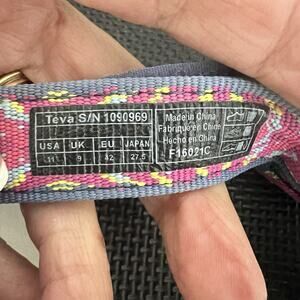 Teva S/N 1090969
USA UK EU JAPAN
11 9 42 27.5
Made in China
Fabriqué en Chine
Hecho en China
F16021C